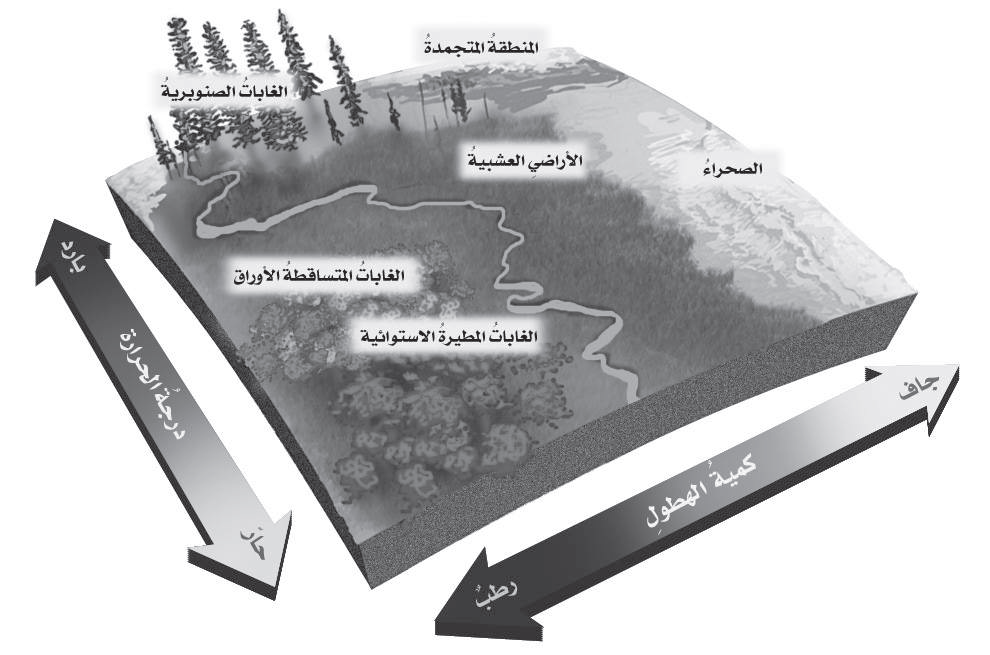 المنطقةُ المتجمدةُ
الغاباتُ الصنوبريةُ
الأراضيِ العشبيةُ
الصحراءُ
الغاباتُ المتساقطةُ الأوراق
الغاباتُ المطيرةُ الاستوائية
بارد
درجةُ الحرارة
حارّ
جاف
كميةُ الهطولِ
رطبٌ